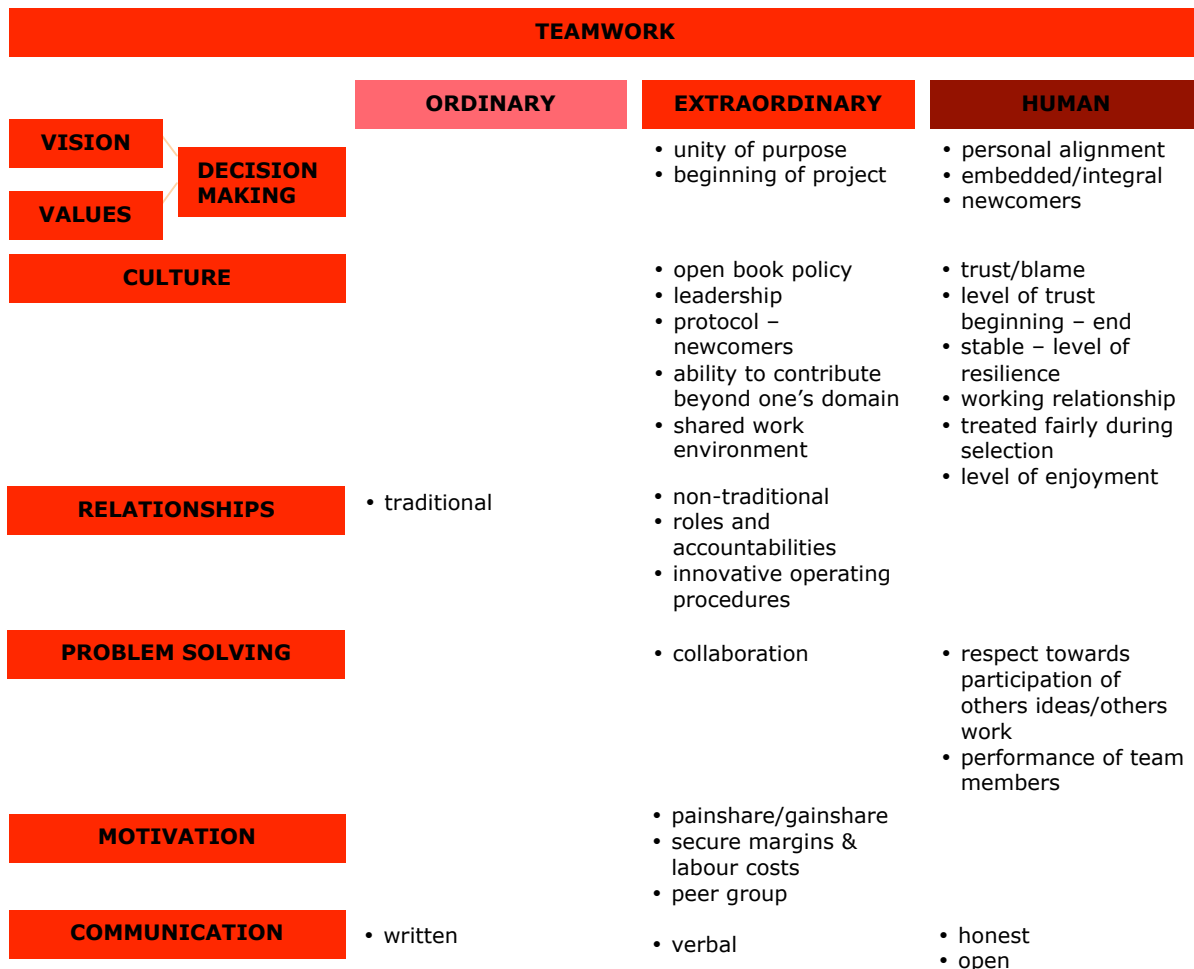 TEAMWORK
ORDINARY
EXTRAORDINARY
HUMAN
VISION
VALUES
DECISION
MAKING
• unity of purpose
• beginning of project
• personal alignment
• embedded/integral
• newcomers
CULTURE
• open book policy
• leadership
• protocol –
newcomers
• ability to contribute
beyond one’s domain
• shared work
environment
• trust/blame
• level of trust
beginning – end
• stable – level of
resilience
• working relationship
• treated fairly during
selection
• level of enjoyment
RELATIONSHIPS
• traditional
• non-traditional
• roles and
accountabilities
• innovative operating
procedures
PROBLEM SOLVING
• collaboration
• respect towards
participation of
others ideas/others
work
• performance of team
members
MOTIVATION
• painshare/gainshare
• secure margins &
labour costs
• peer group
COMMUNICATION
• written
• verbal
• honest
• open